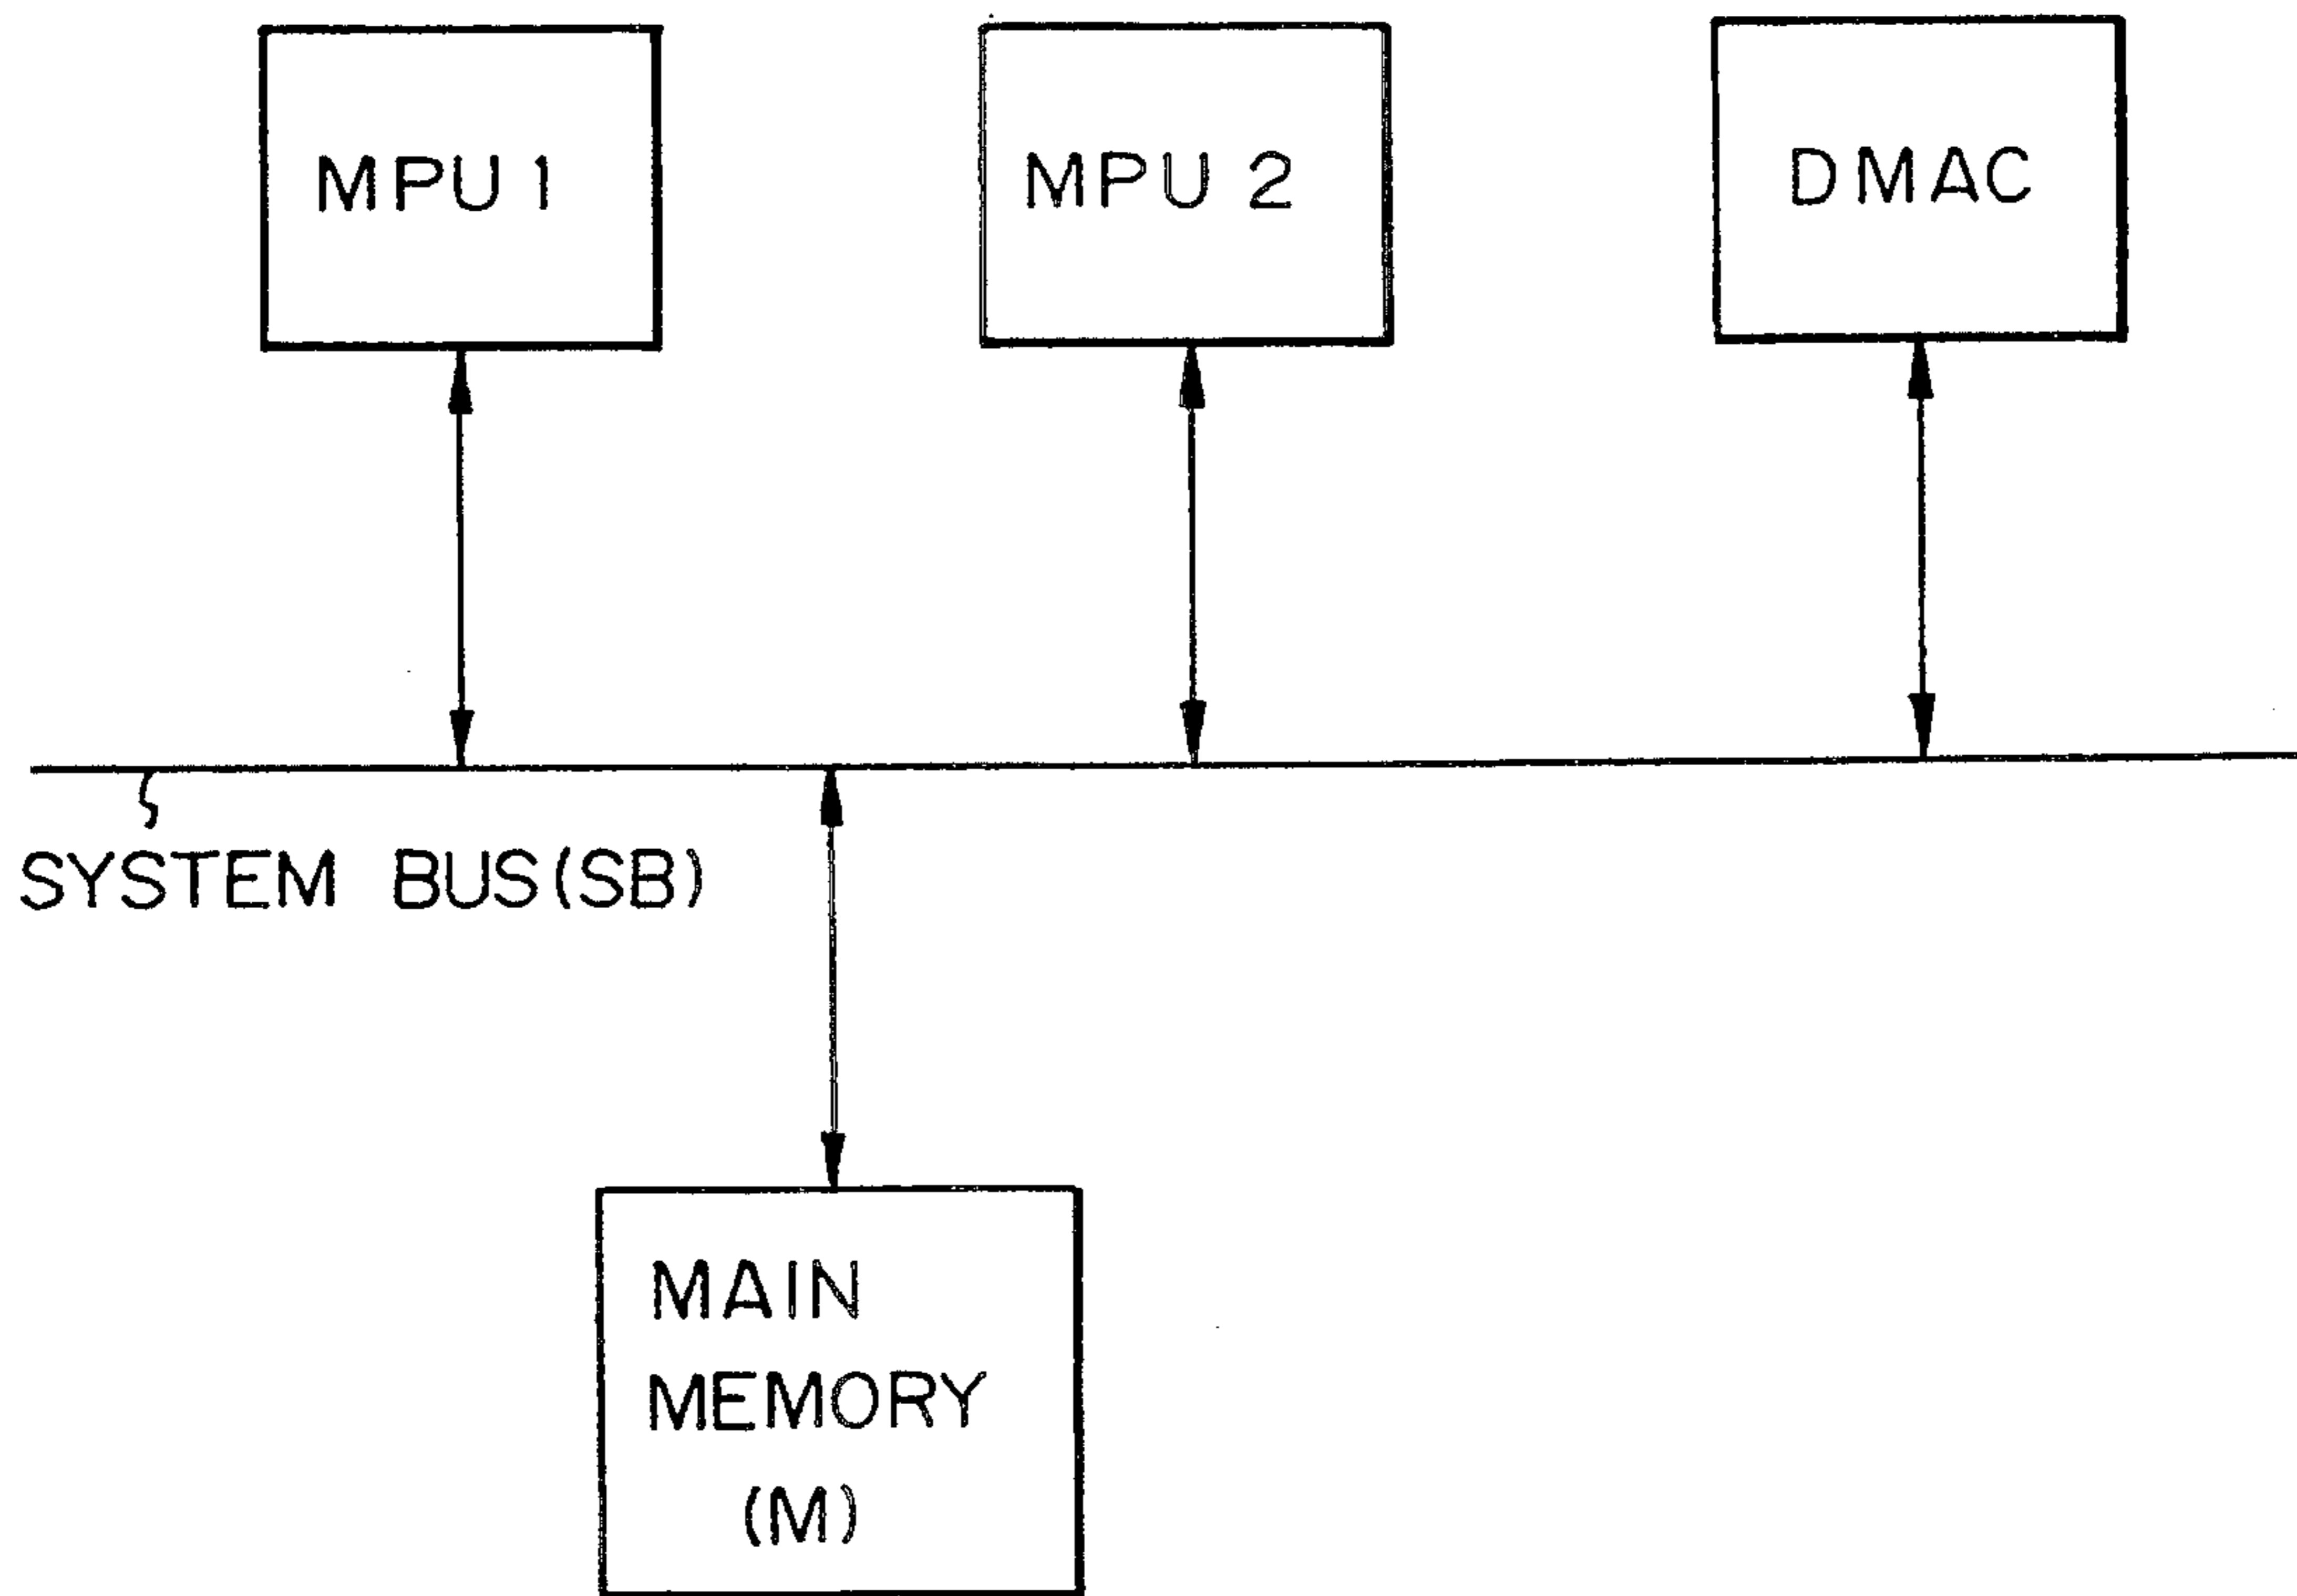 MPU 1
MPU 2
DMAC
SYSTEM BUS(SB)
MAIN
MEMORY
(M)